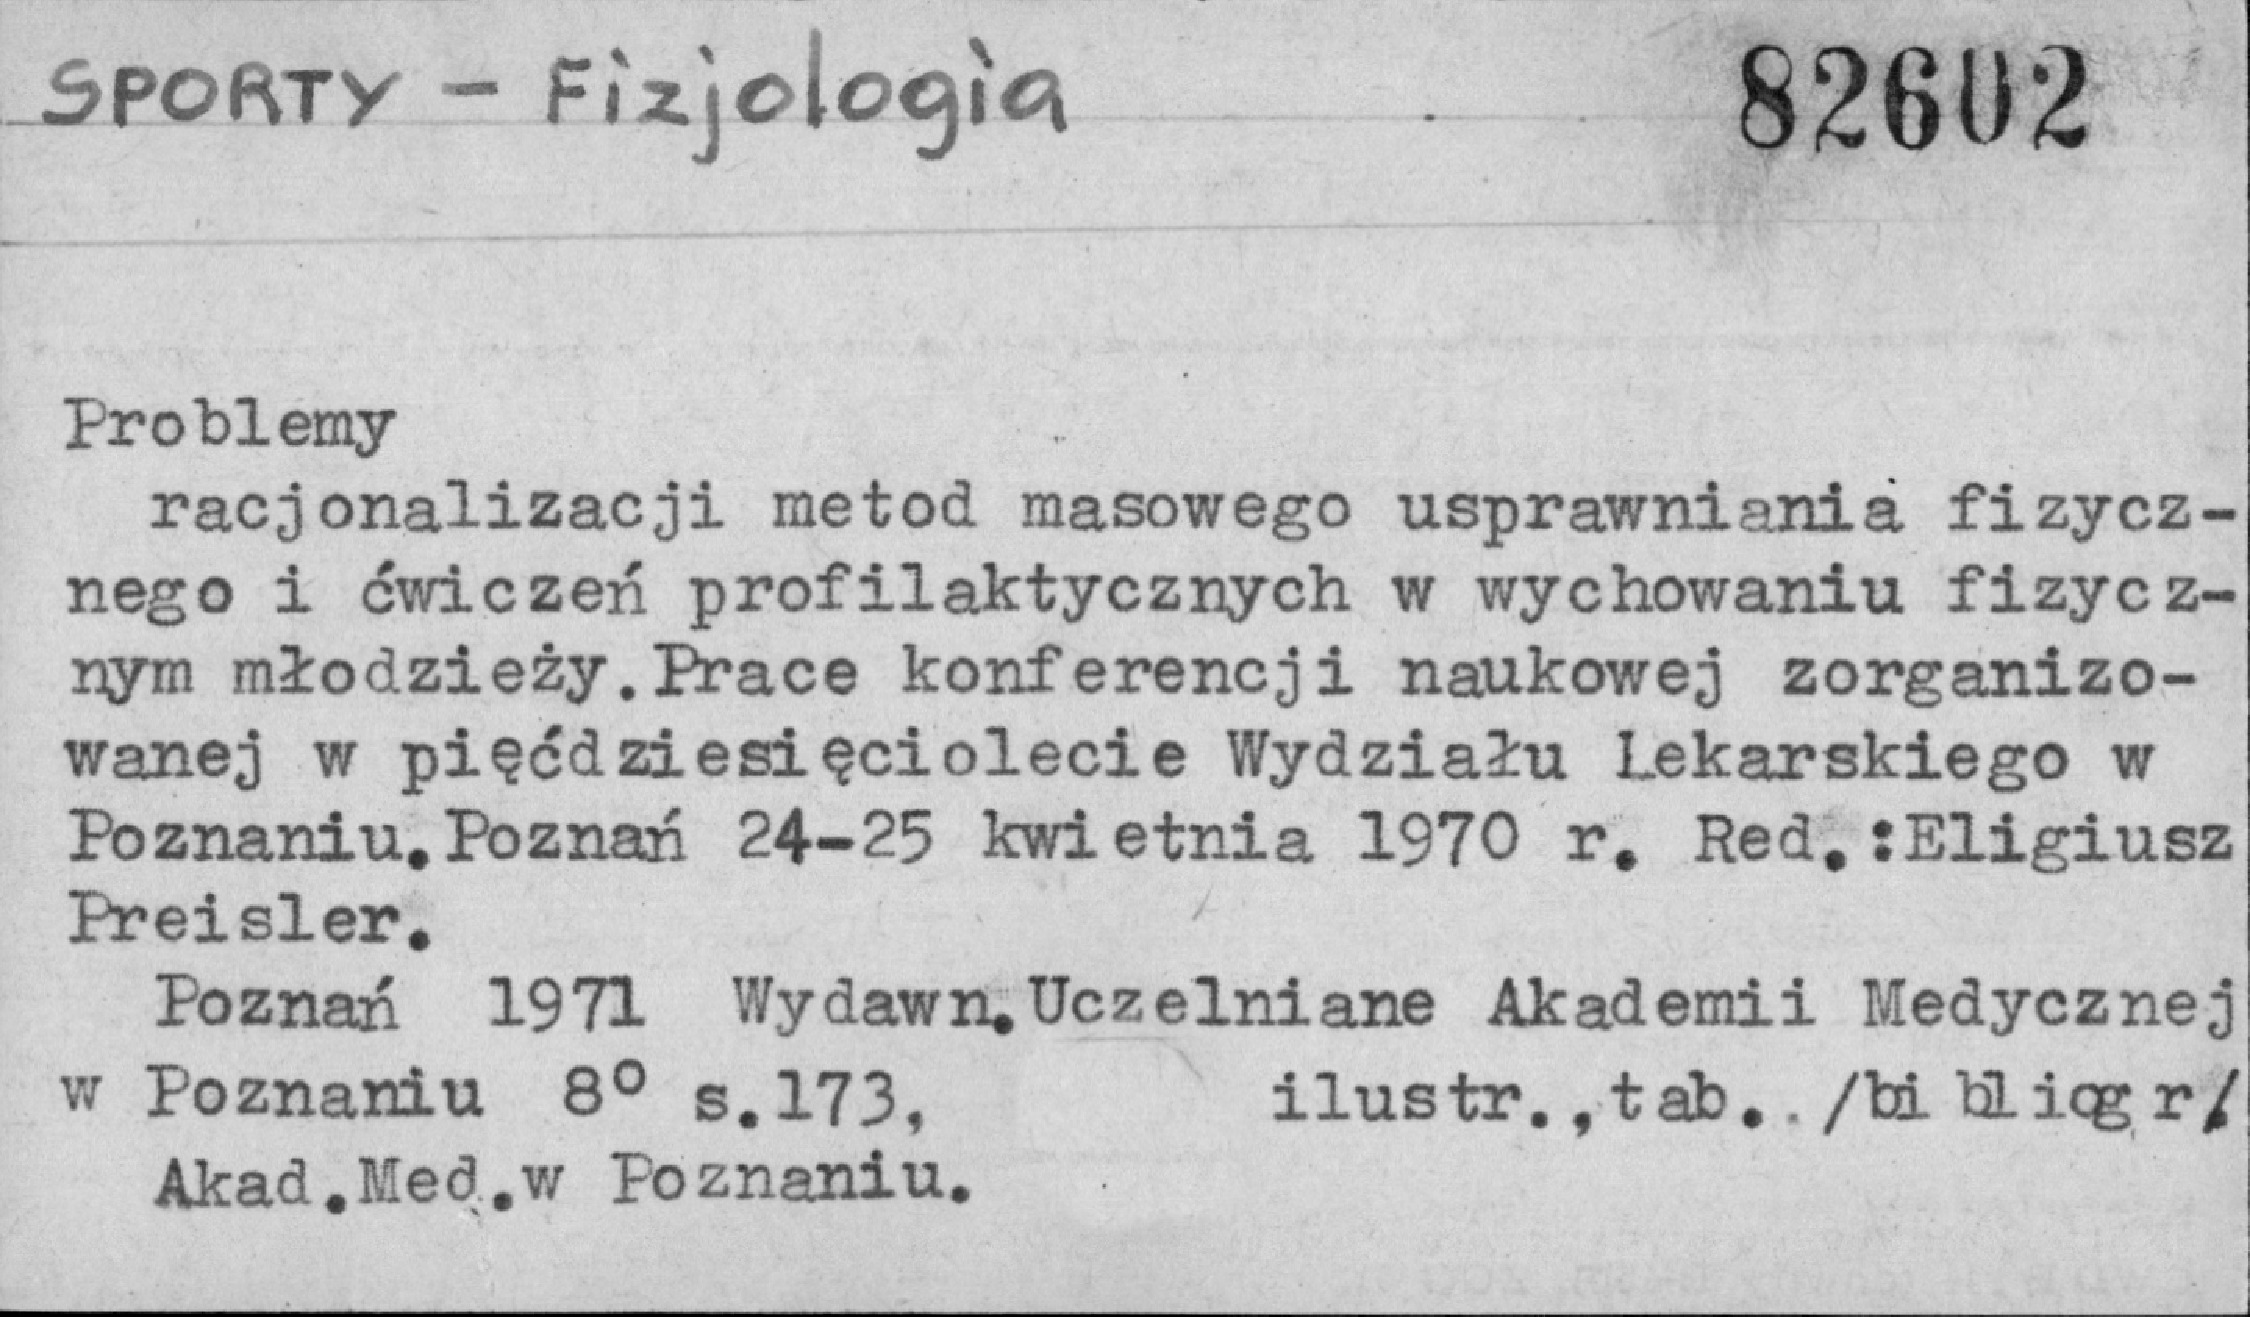 SPORTY - Fizjologia 82602
Problemy
racjonalizacji metod masowego usprawniania fizycz-
nego i ćwiczeń profilaktycznych w wychowaniu fizycz-
nym młodzieży.Prace konferencji naukowej zorganizo-
wanej w pięćdziesięciolecie Wydziału Lekarskiego w
Poznaniu.Poznań 24-25 kwietnia 1970 r. Red.:Eligiusz
Preisler.
Poznań 1971 Wydawn.Uczelniane Akademii Medycznej
w Poznaniu 8° s.173, ilustr.,tab.. /bibliogr/
Akad.Med.w Poznaniu.